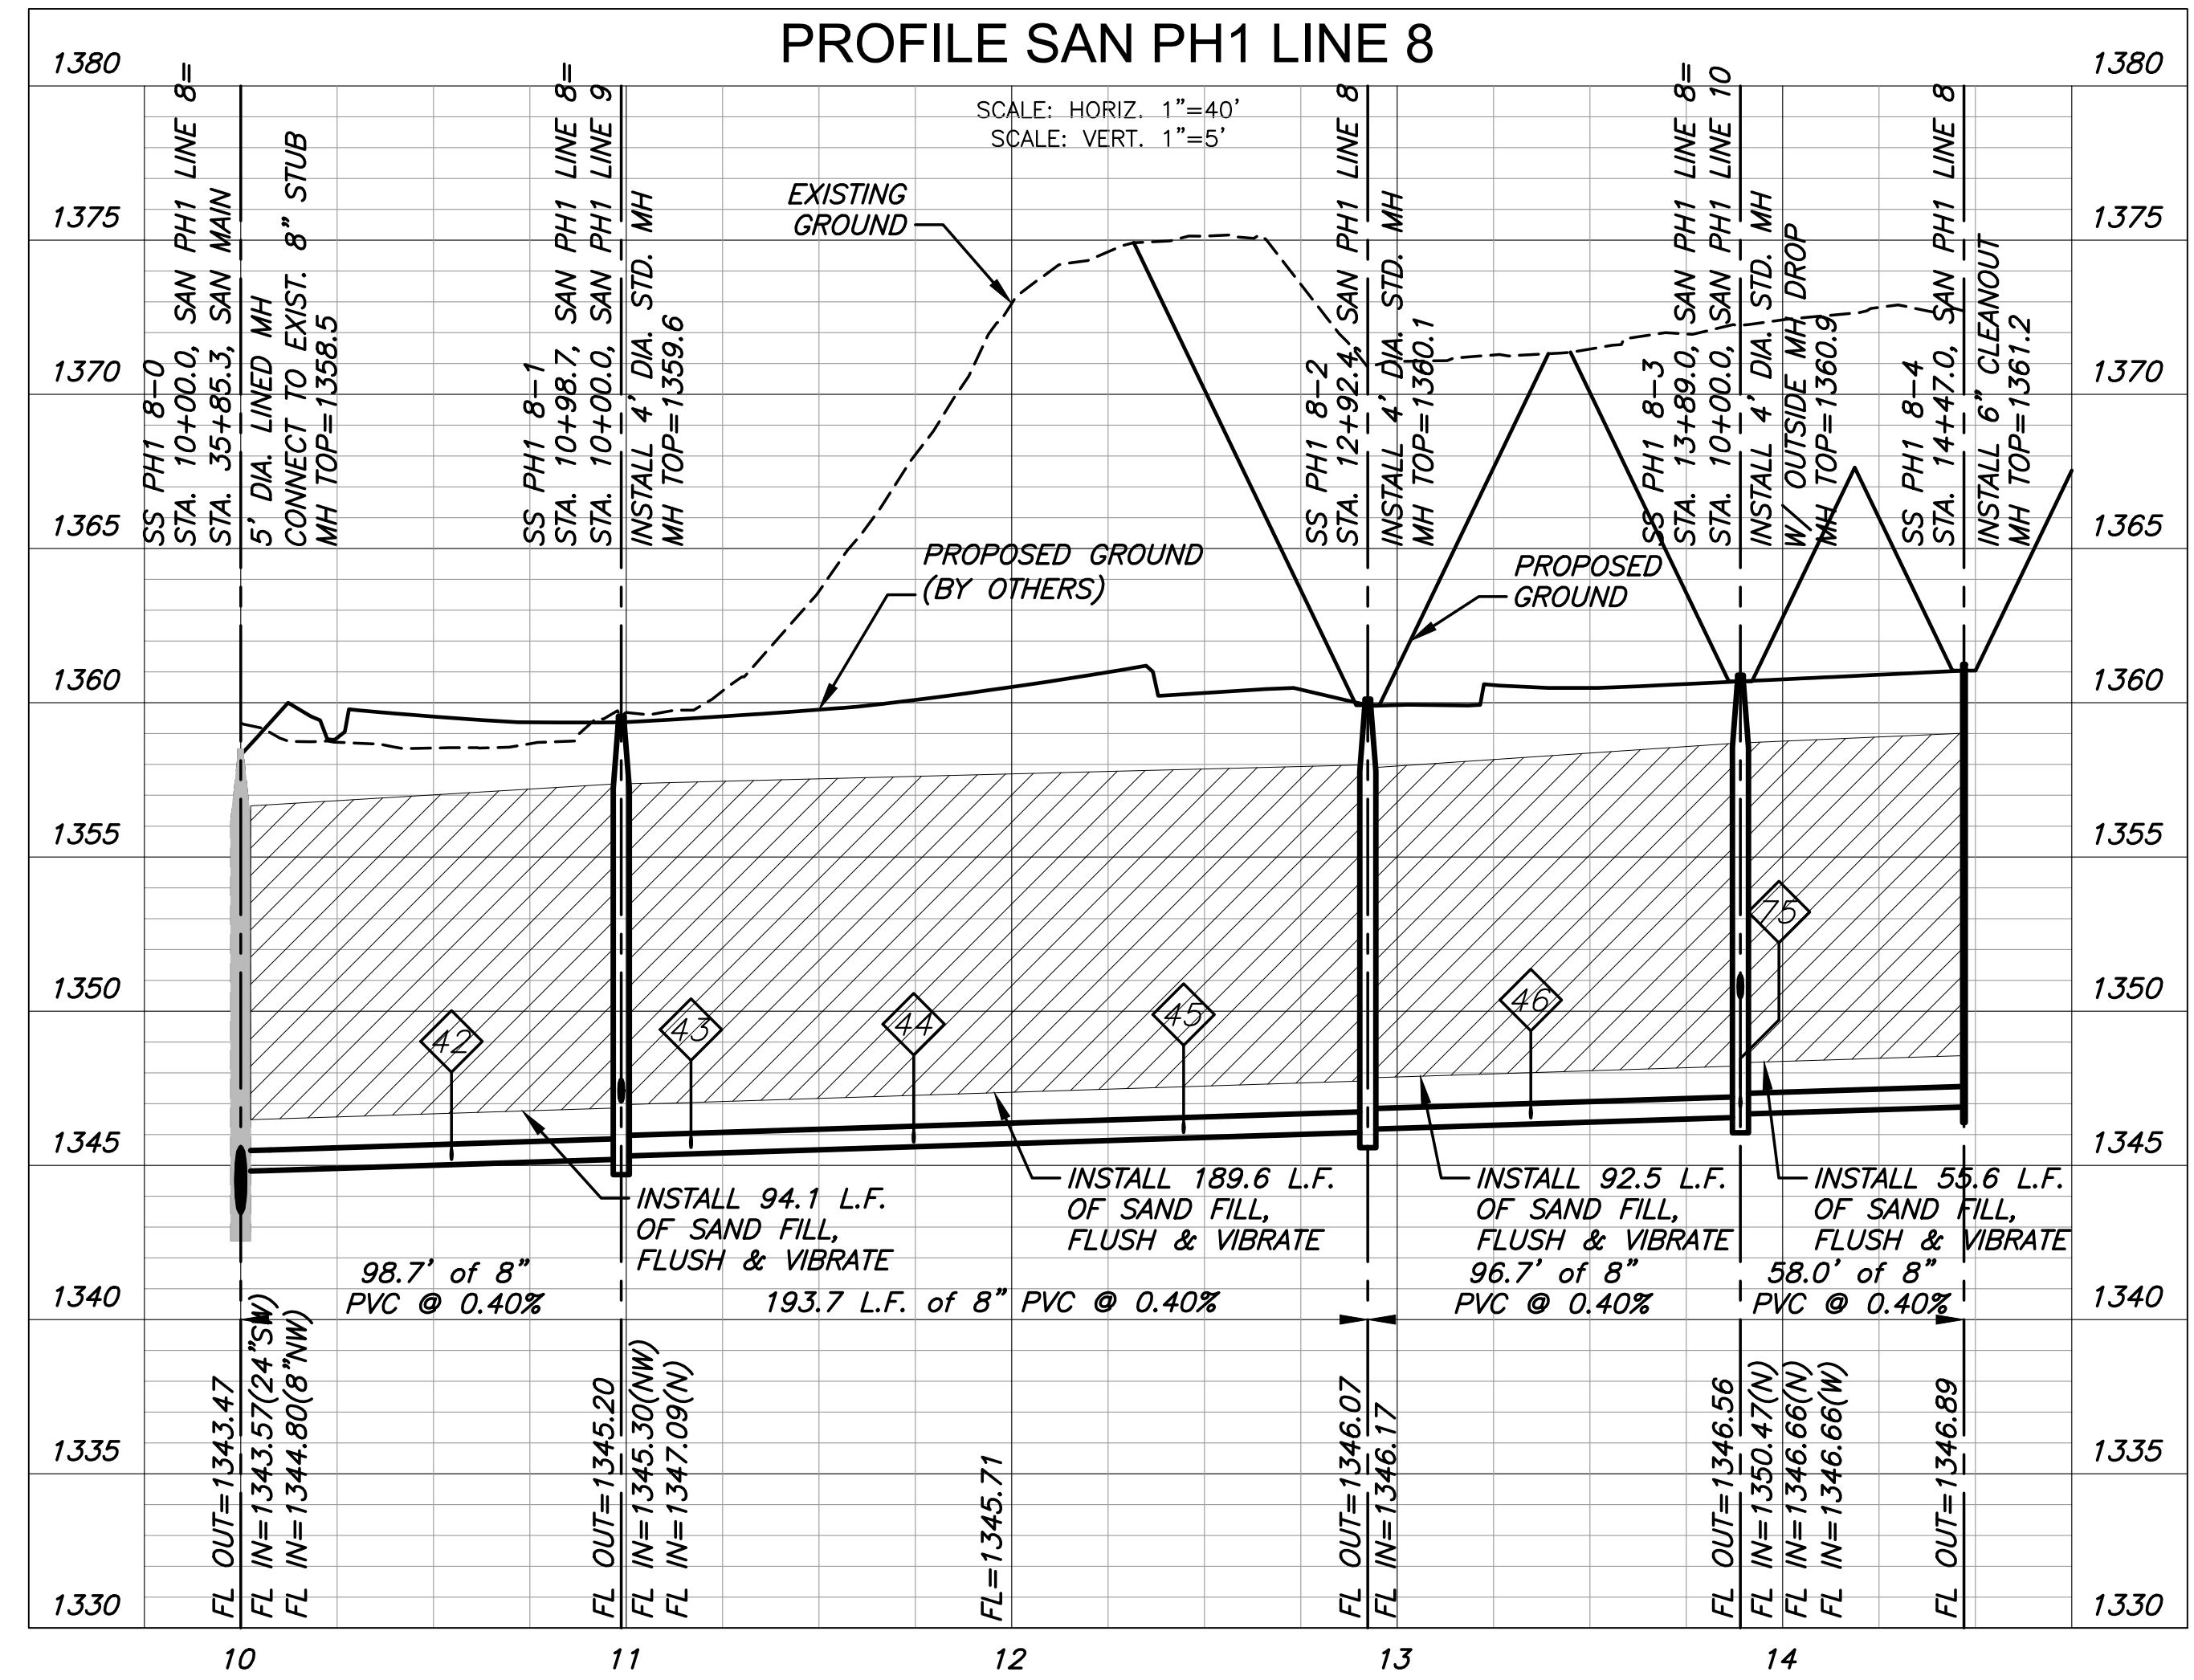 PROFILE SAN PH1 LINE 8
SCALE: HORIZ. 1"=40'
SCALE: VERT. 1"=5'
1380
1375
1370
1365
1360
1355
1350
1345
1340
1335
1330
1380
1375
1370
1365
1360
1355
1350
1345
1340
1335
1330
SS PH1 8-0
STA. 10+00.0, SAN PH1 LINE 8=
STA. 35+85.3, SAN MAIN
5' DIA. LINED MH
CONNECT TO EXIST. 8" STUB
MH TOP=1358.5
SS PH1 8-1
STA. 10+98.7, SAN PH1 LINE 8=
STA. 10+00.0, SAN PH1 LINE 9
INSTALL 4' DIA. STD. MH
MH TOP=1359.6
EXISTING
GROUND
SS PH1 8-2
STA. 12+92.4, SAN PH1 LINE 8
INSTALL 4' DIA. STD. MH
MH TOP=1360.1
SS PH1 8-3
STA. 13+89.0, SAN PH1 LINE 8=
STA. 10+00.0, SAN PH1 LINE 10
INSTALL 4' DIA. STD. MH
W/ OUTSIDE MH DROP
MH TOP=1360.9
SS PH1 8-4
STA. 14+47.0, SAN PH1 LINE 8
INSTALL 6" CLEANOUT
MH TOP=1361.2
PROPOSED GROUND
(BY OTHERS)
PROPOSED
GROUND
42
43
44
45
46
75
INSTALL 94.1 L.F.
OF SAND FILL,
FLUSH & VIBRATE
INSTALL 189.6 L.F.
OF SAND FILL,
FLUSH & VIBRATE
INSTALL 92.5 L.F.
OF SAND FILL,
FLUSH & VIBRATE
INSTALL 55.6 L.F.
OF SAND FILL,
FLUSH & VIBRATE
98.7' of 8"
PVC @ 0.40%
193.7 L.F. of 8" PVC @ 0.40%
96.7' of 8"
PVC @ 0.40%
58.0' of 8"
PVC @ 0.40%
FL OUT=1343.47
FL IN=1343.57(24"SW)
FL IN=1344.80(8"NW)
FL OUT=1345.20
FL IN=1345.30(NW)
FL IN=1347.09(N)
FL=1345.71
FL OUT=1346.07
FL IN=1346.17
FL OUT=1346.56
FL IN=1350.47(N)
FL IN=1346.66(N)
FL IN=1346.66(W)
FL OUT=1346.89
10
11
12
13
14